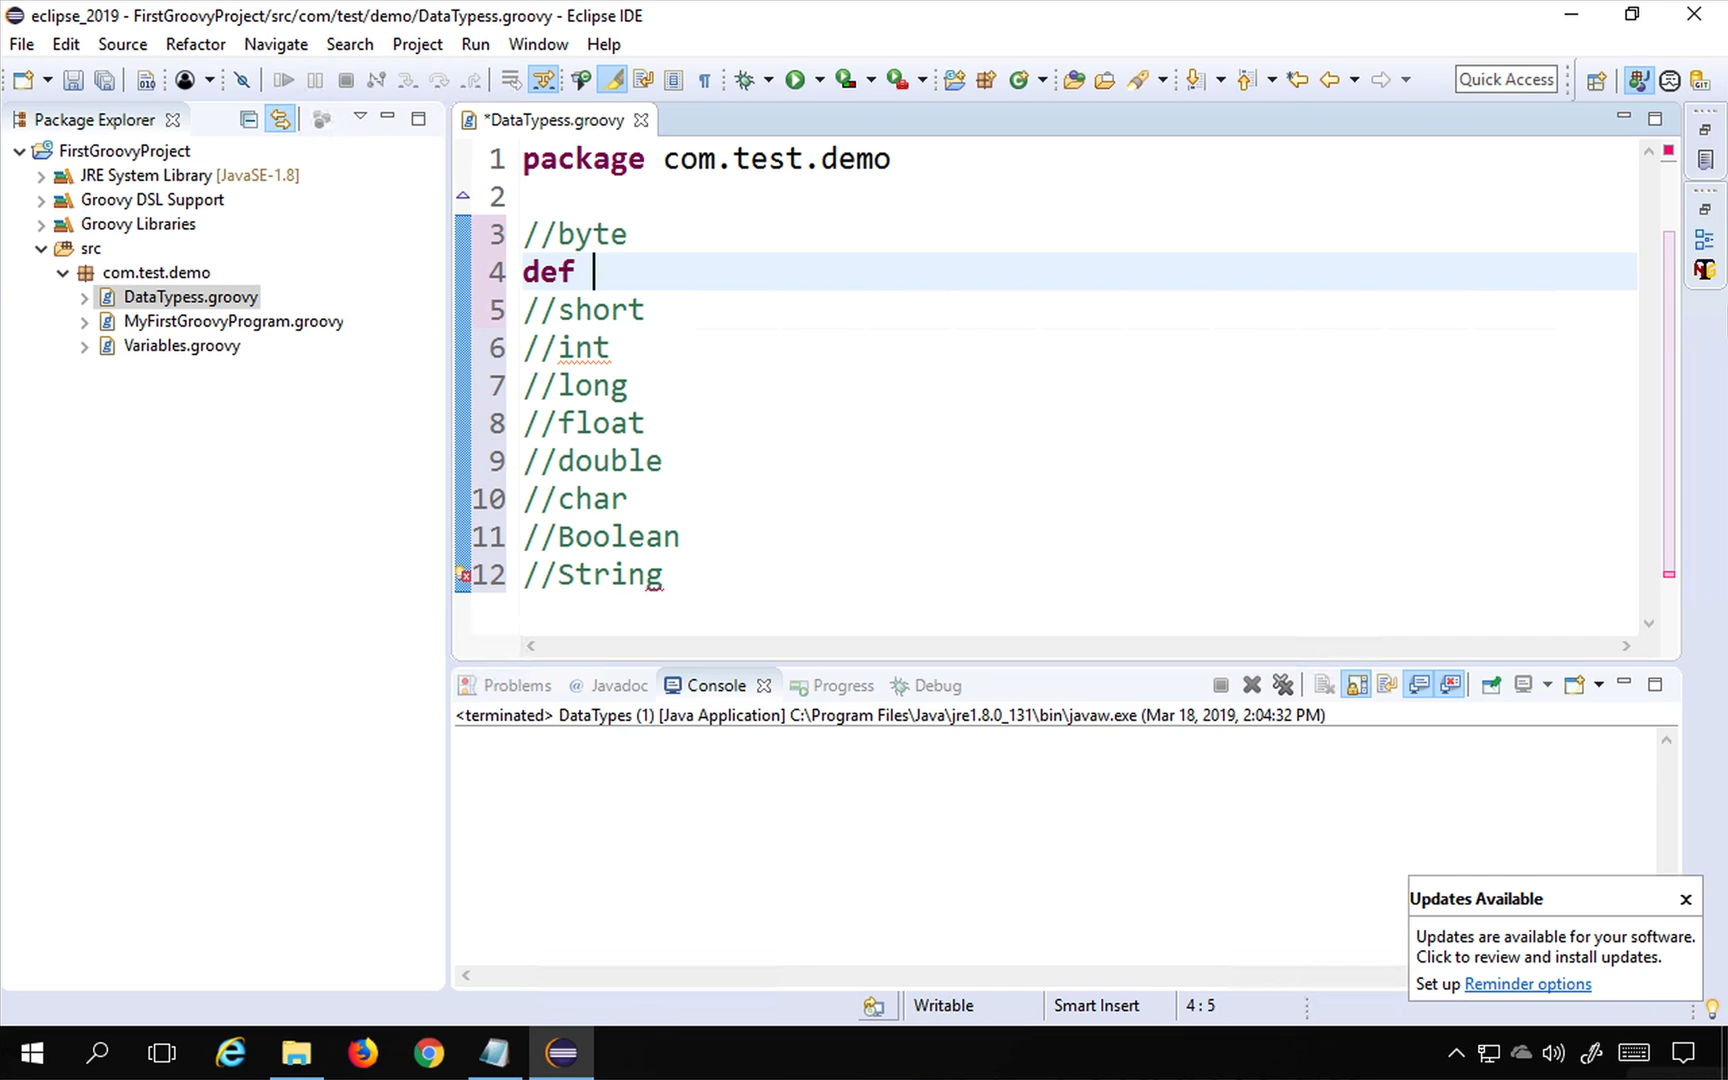 eclipse_2019 - FirstGroovyProject/src/com/test/demo/DataTypess.groovy - Eclipse IDE
File Edit Source Refactor Navigate Search Project Run Window Help
010
Quick Access
GIT
Package Explorer
*DataTypess.groovy
FirstGroovyProject
JRE System Library [JavaSE-1.8]
Groovy DSL Support
Groovy Libraries
src
com.test.demo
DataTypess.groovy
MyFirstGroovyProgram.groovy
Variables.groovy
1 package com.test.demo
2
3 //byte
4 def
5 //short
6 //int
7 //long
8 //float
9 //double
10 //char
11 //Boolean
12 //String
Problems @ Javadoc Console Progress Debug
<terminated> DataTypes (1) [Java Application] C:\Program Files\Java\jre1.8.0_131\bin\javaw.exe (Mar 18, 2019, 2:04:32 PM)
Updates Available
Updates are available for your software.
Click to review and install updates.
Set up Reminder options
Writable Smart Insert 4 : 5